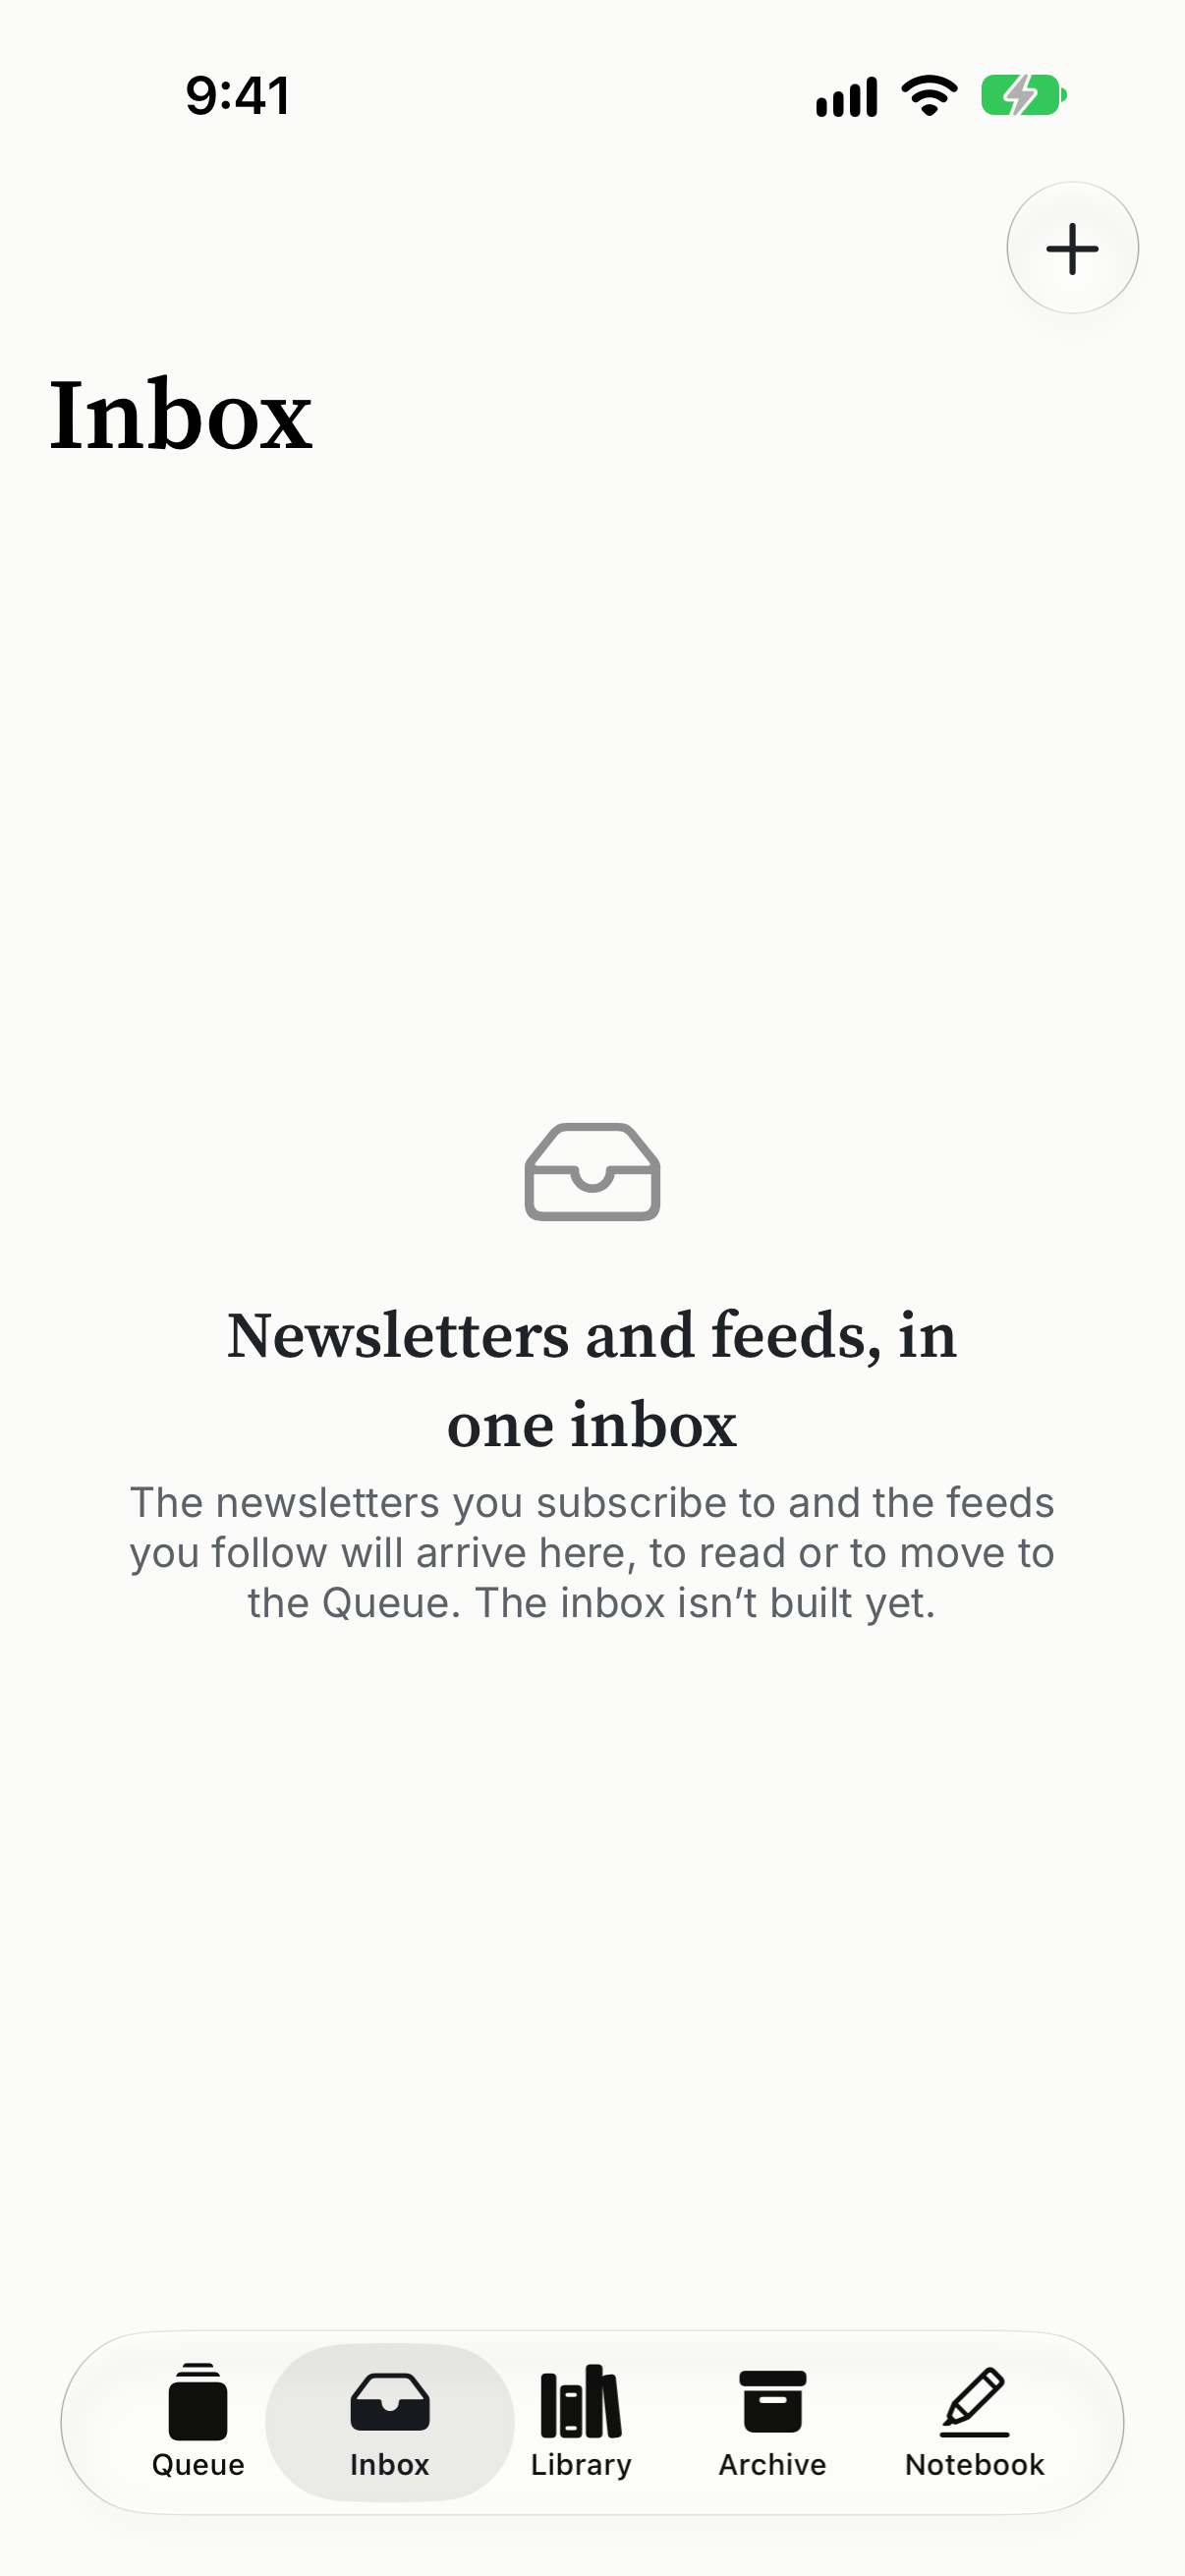 9:41
Inbox
Newsletters and feeds, in
one inbox
The newsletters you subscribe to and the feeds
you follow will arrive here, to read or to move to
the Queue. The inbox isn’t built yet.
Queue
Inbox
Library
Archive
Notebook